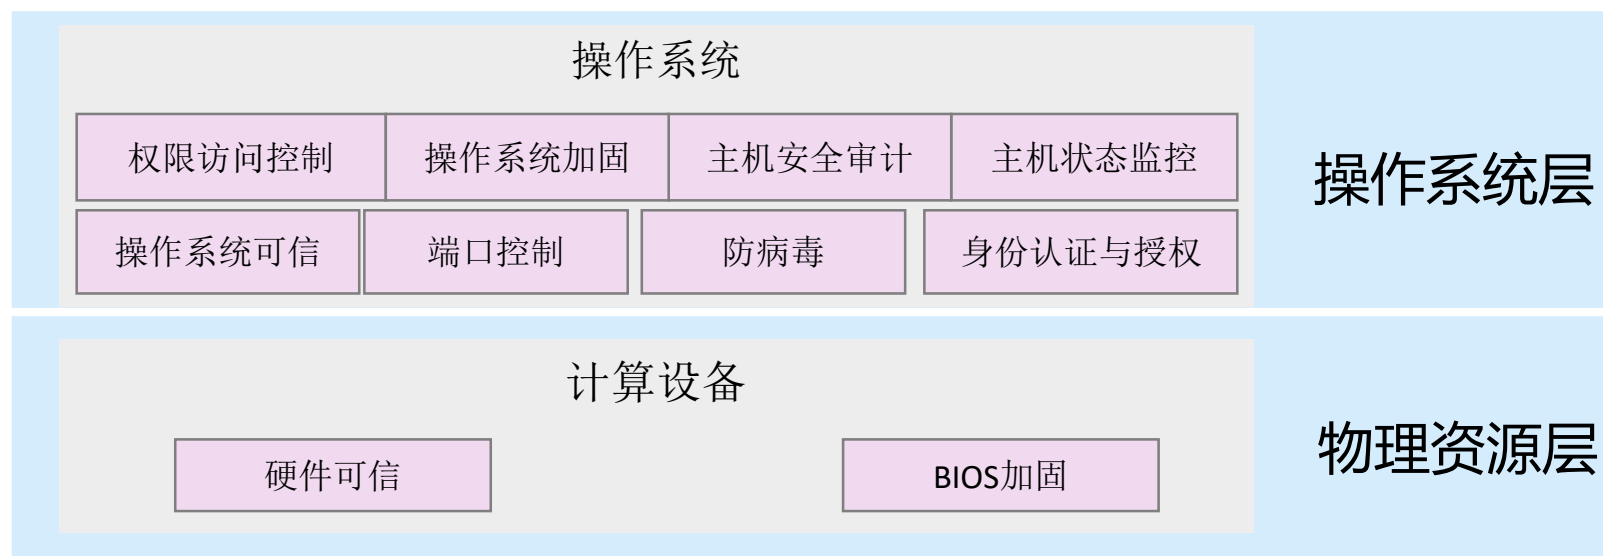 操作系统
权限访问控制 操作系统加固 主机安全审计 主机状态监控
操作系统可信 端口控制 防病毒 身份认证与授权
操作系统层
计算设备
硬件可信 BIOS加固
物理资源层